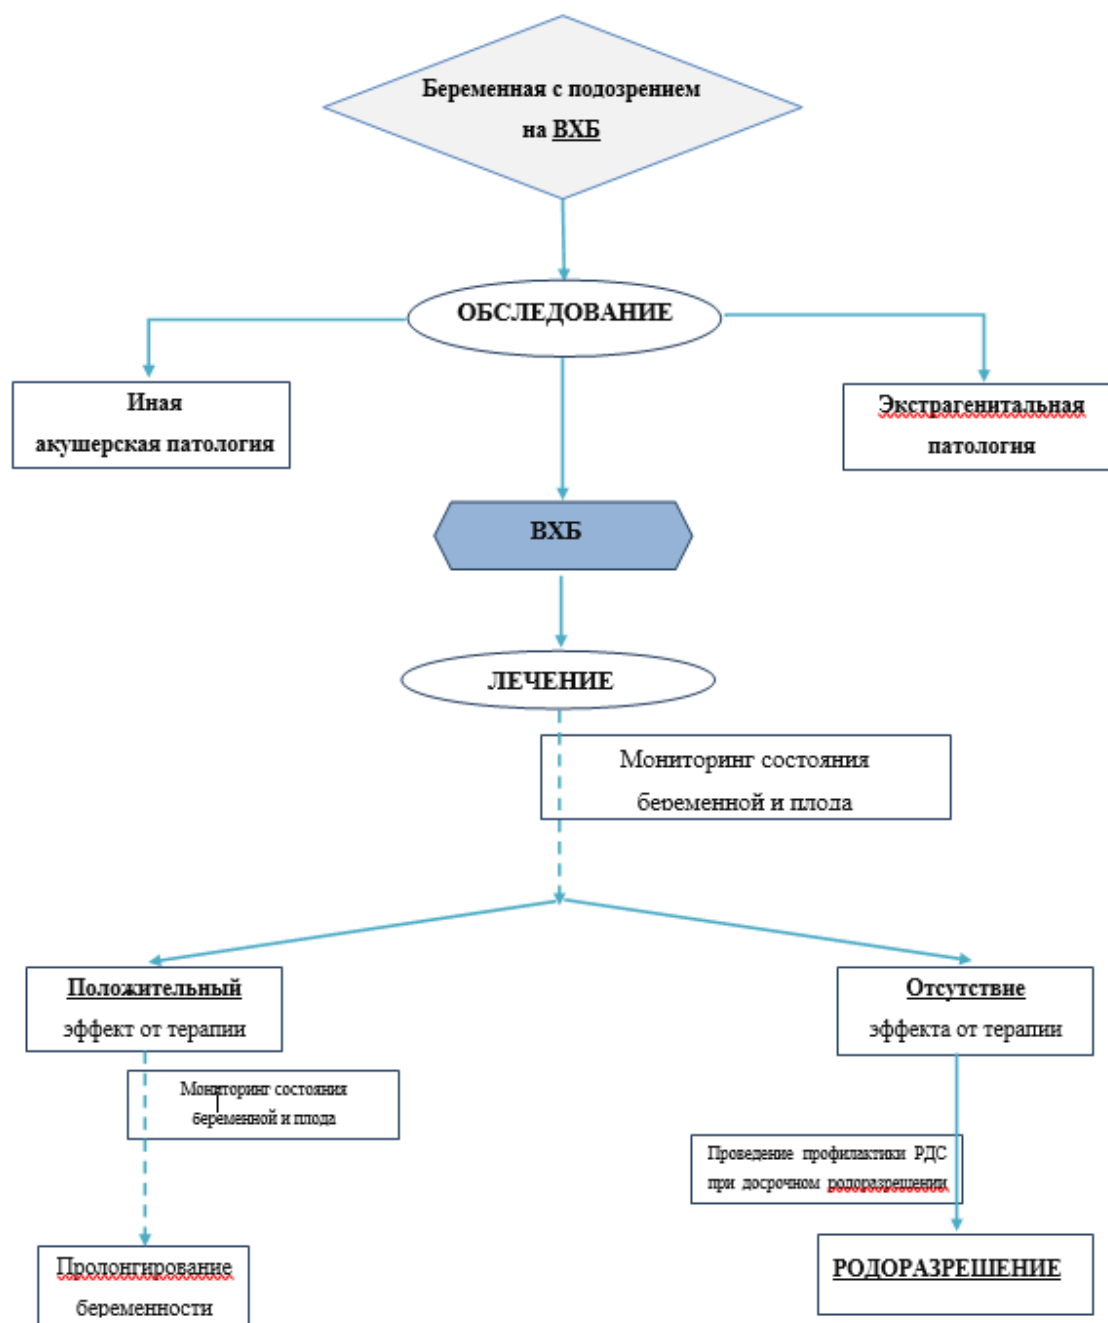 Беременная с подозрением
на ВХБ
ОБСЛЕДОВАНИЕ
Иная
акушерская патология
Экстрагенитальная
патология
ВХБ
ЛЕЧЕНИЕ
Мониторинг состояния
беременной и плода
Положительный
эффект от терапии
Отсутствие
эффекта от терапии
Мониторинг состояния
беременной и плода
Проведение профилактики РДС
при досрочном родоразрешении
Пролонгирование
беременности
РОДОРАЗРЕШЕНИЕ